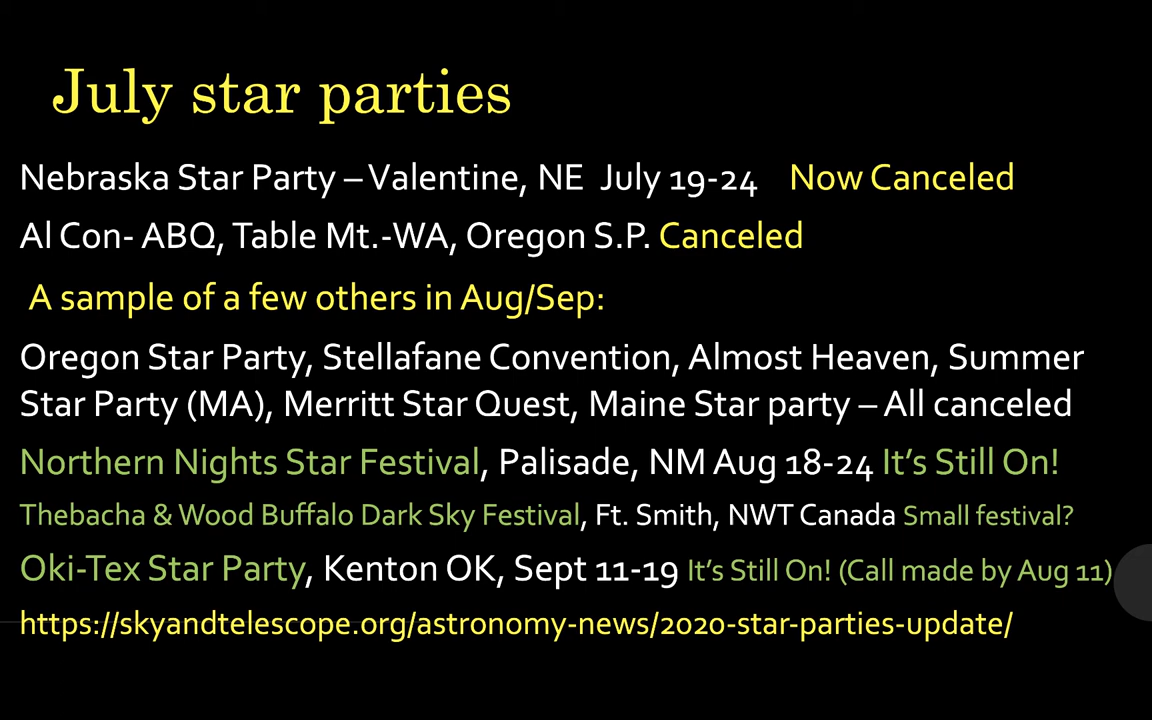 July star parties
Nebraska Star Party – Valentine, NE July 19-24 Now Canceled
Al Con- ABQ, Table Mt.-WA, Oregon S.P. Canceled
A sample of a few others in Aug/Sep:
Oregon Star Party, Stellafane Convention, Almost Heaven, Summer
Star Party (MA), Merritt Star Quest, Maine Star party – All canceled
Northern Nights Star Festival, Palisade, NM Aug 18-24 It's Still On!
Thebacha & Wood Buffalo Dark Sky Festival, Ft. Smith, NWT Canada Small festival?
Oki-Tex Star Party, Kenton OK, Sept 11-19 It's Still On! (Call made by Aug 11)
https://skyandtelescope.org/astronomy-news/2020-star-parties-update/